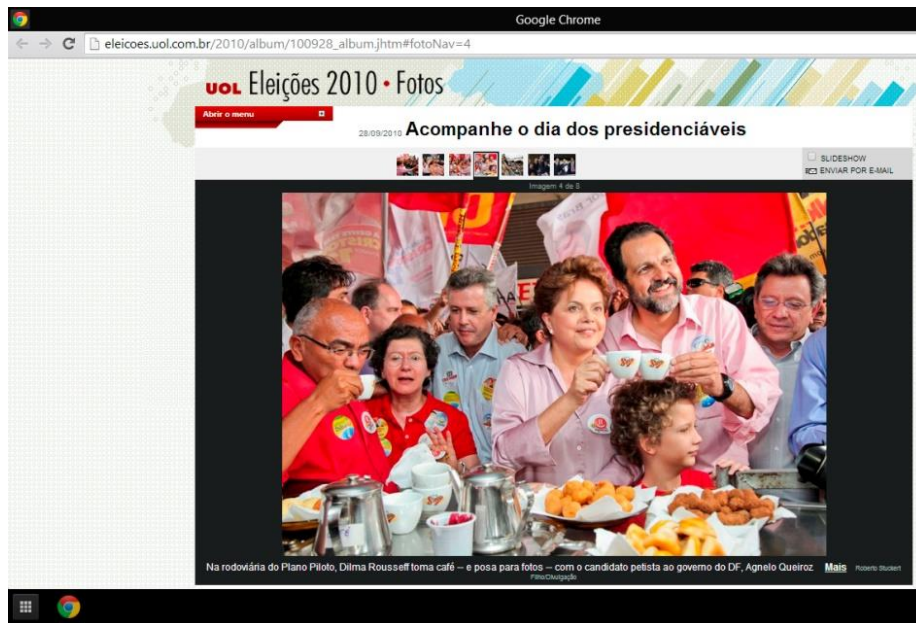 Google Chrome
eleicoes.uol.com.br/2010/album/100928_album.jhtm#fotoNav=4
UOL Eleições 2010 • Fotos
Abrir o menu
28/09/2010 Acompanhe o dia dos presidenciáveis
SLIDESHOW
ENVIAR POR E-MAIL
Imagem 4 de 8
Na rodoviária do Plano Piloto, Dilma Rousseff toma café -- e posa para fotos -- com o candidato petista ao governo do DF, Agnelo Queiroz Mais Roberto Stuckert
Filho/Divulgação